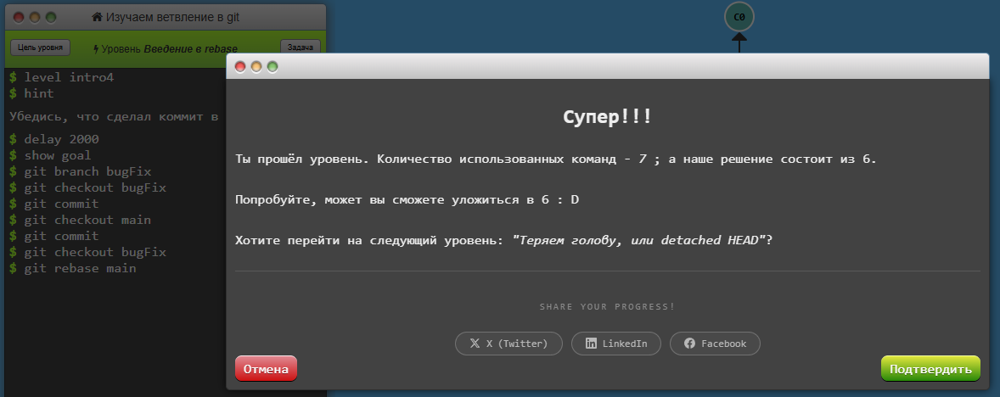 Изучаем ветвление в git
C0
Цель уровня
Уровень Введение в rebase
Задача
$ level intro4
$ hint
Убедись, что сделал коммит в
$ delay 2000
$ show goal
$ git branch bugFix
$ git checkout bugFix
$ git commit
$ git checkout main
$ git commit
$ git checkout bugFix
$ git rebase main
Супер!!!
Ты прошёл уровень. Количество использованных команд - 7 ; а наше решение состоит из 6.
Попробуйте, может вы сможете уложиться в 6 : D
Хотите перейти на следующий уровень: "Теряем голову, или detached HEAD"?
SHARE YOUR PROGRESS!
X (Twitter)
LinkedIn
Facebook
Отмена
Подтвердить